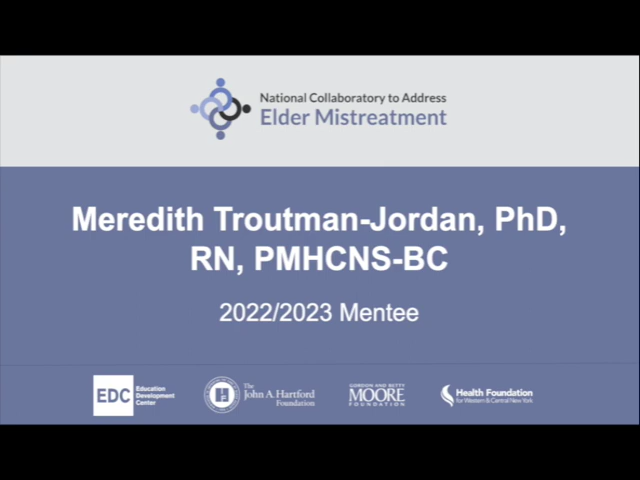 National Collaboratory to Address
Elder Mistreatment
Meredith Troutman-Jordan, PhD,
RN, PMHCNS-BC
2022/2023 Mentee
EDC
Education
Development
Center
The
John A. Hartford
Foundation
GORDON AND BETTY
MOORE
FOUNDATION
Health Foundation
for Western & Central New York